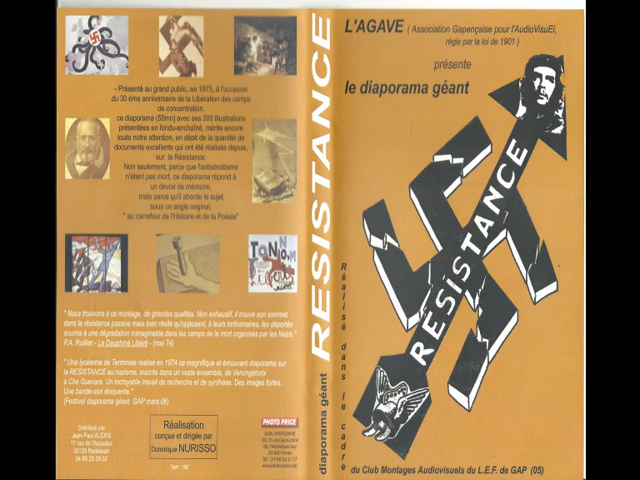 - Présenté au grand public, en 1975, à l'occasion
du 30 éme anniversaire de la Libération des camps
de concentration,
ce diaporama (55mn) avec ses 200 illustrations
présentées en fondu-enchaîné, mérite encore
toute notre attention, en dépit de la quantité de
documents excellents qui ont été réalisés depuis,
sur la Résistance.
Non seulement, parce que l'antisémitisme
n'étant pas mort, ce diaporama répond à
un devoir de mémoire,
mais parce qu'il aborde le sujet
sous un angle original,
" au carrefour de l'Histoire et de la Poésie"
" Nous trouvons à ce montage, de grandes qualités. Non exhaustif, il trouve son sommet
dans la résistance passive mais bien réelle qu'opposent, à leurs tortionnaires, les déportés
soumis à une dégradation inimaginable dans les camps de la mort organisés par les Nazis."
P.A. Ruillier - Le Dauphiné Libéré - (mai 74)
" Une lycéenne de Terminale réalise en 1974 ce magnifique et émouvant diaporama sur
la RESISTANCE au nazisme, inscrite dans un vaste ensemble, de Vercingétorix
à Che Guevara. Un incroyable travail de recherche et de synthèse. Des images fortes.
Une bande-son éloquente."
(Festival diaporama géant. GAP mars 06)
Distribué par
Jean-Paul ALEXIS
17 rue de l'Aqueduc
30129 Redessan
Réalisation
conçue et dirigée par
Dominique NURISSO
PHOTO PRICE
diaporama géant RESISTANCE
L'AGAVE ( Association Gapençaise pour l'AudioVisuEl,
régie par la loi de 1901 )
présente
le diaporama géant
RESISTANCE
Réalisé dans le cadre
du Club Montages Audiovisuels du L.E.F. de GAP (05)